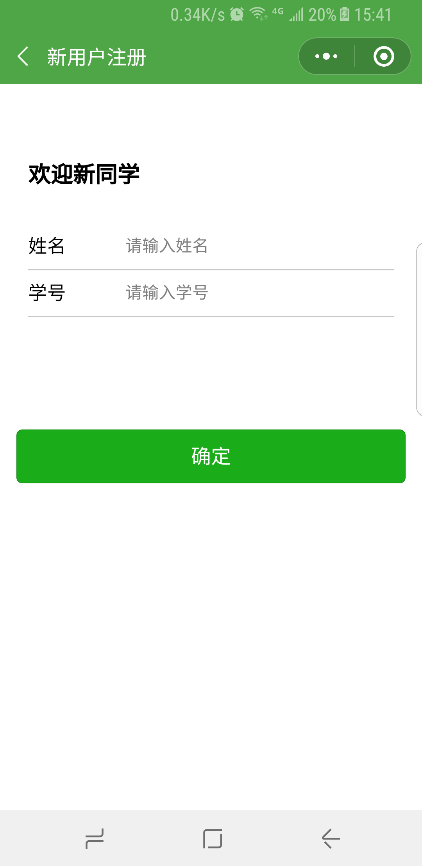 0.34K/s 4G 20% 15:41
新用户注册
欢迎新同学
姓名 请输入姓名
学号 请输入学号
确定